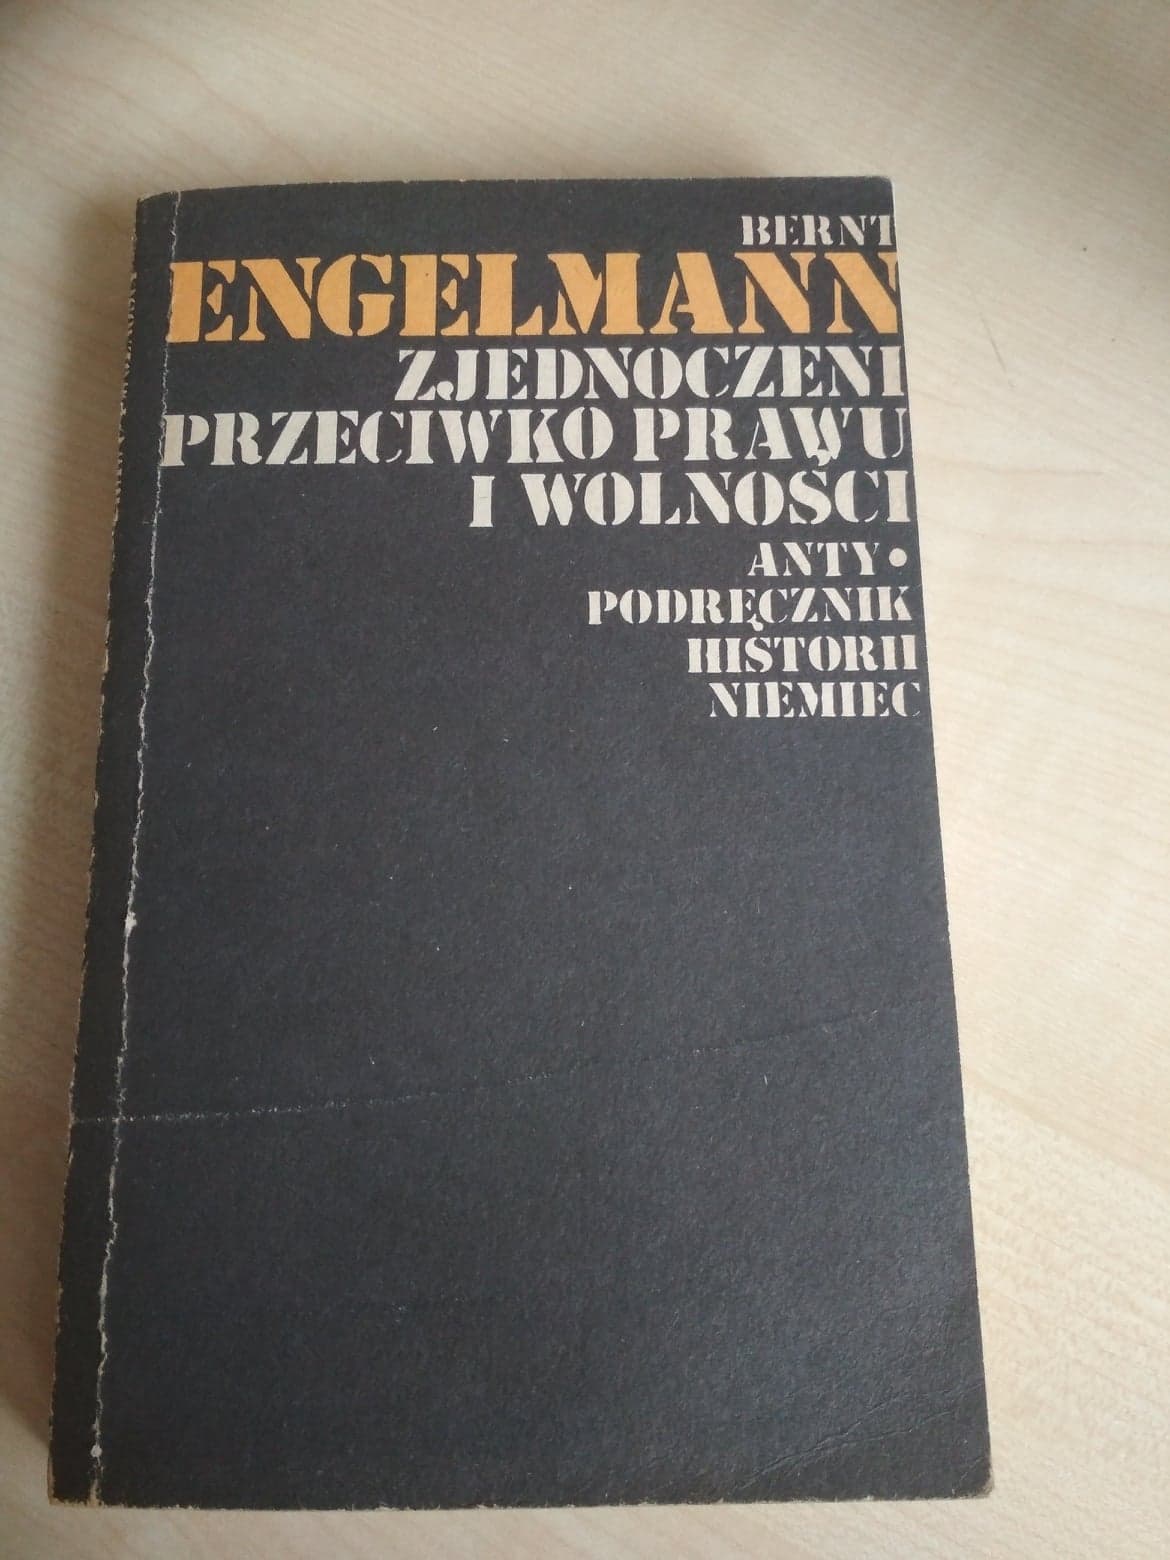 BERNT
ENGELMANN
ZJEDNOCZENI
PRZECIWKO PRAWU
I WOLNOŚCI
ANTY •
PODRĘCZNIK
HISTORII
NIEMIEC